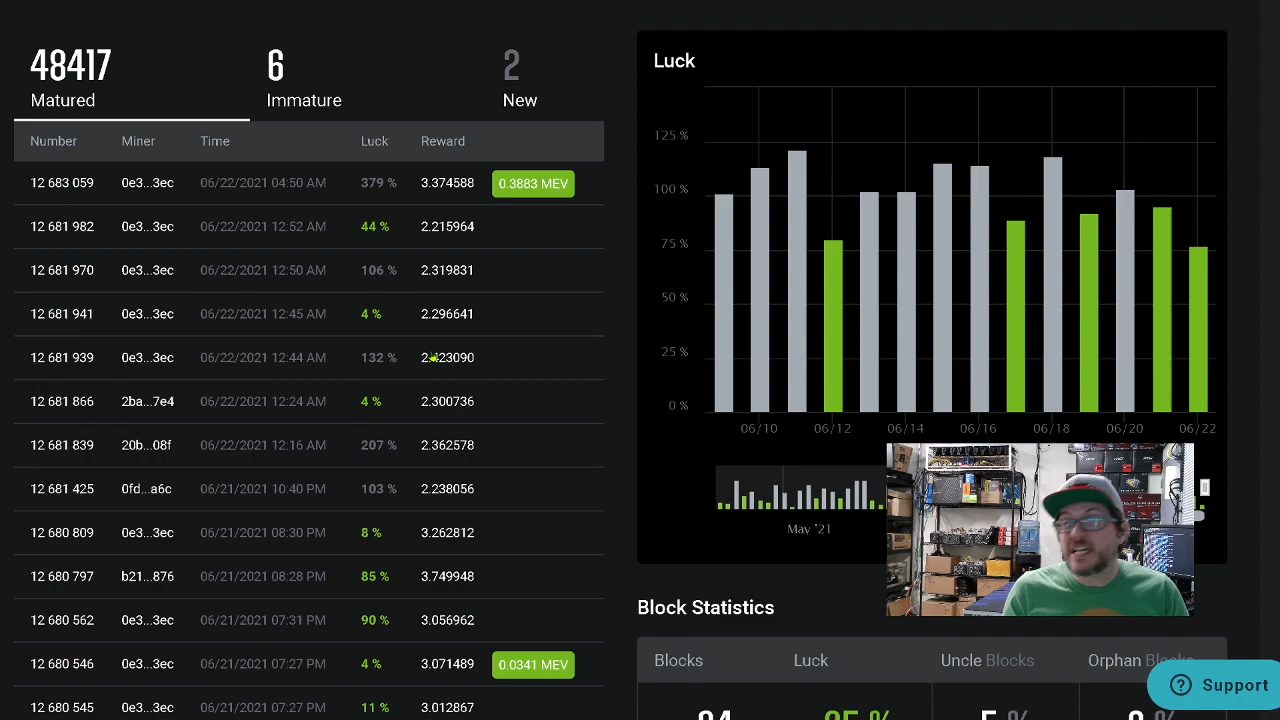 48417
Matured
6
Immature
2
New
Number Miner Time Luck Reward
12 683 059 0e3...3ec 06/22/2021 04:50 AM 379 % 3.374588 0.3883 MEV
12 681 982 0e3...3ec 06/22/2021 12:52 AM 44 % 2.215963
12 681 970 0e3...3ec 06/22/2021 12:50 AM 106 % 2.319831
12 681 941 0e3...3ec 06/22/2021 12:45 AM 4 % 2.296641
12 681 939 0e3...3ec 06/22/2021 12:44 AM 132 %
12 681 866 2ba...7e4 06/22/2021 12:24 AM 4 % 2.300736
12 681 839 20b...08f 06/22/2021 12:16 AM 207 % 2.362578
12 681 425 0fd...a6c 06/21/2021 10:40 PM 103 % 2.238056
12 680 809 0e3...3ec 06/21/2021 08:30 PM 8 % 2.262812
12 680 797 b21...876 06/21/2021 08:28 PM 85 % 3.749948
12 680 562 0e3...3ec 06/21/2021 07:31 PM 90 % 3.056962
12 680 546 0e3...3ec 06/21/2021 07:27 PM 4 % 3.071489 0.0341 MEV
12 680 545 0e3...3ec 06/21/2021 07:27 PM 11 % 3.012867
Luck
125 %
100 %
75 %
50 %
25 %
0 %
06/10 06/12 06/14 06/16 06/18 06/20 06/22
May '21
Block Statistics
Blocks Luck Uncle Blocks Orphan Blocks
Support